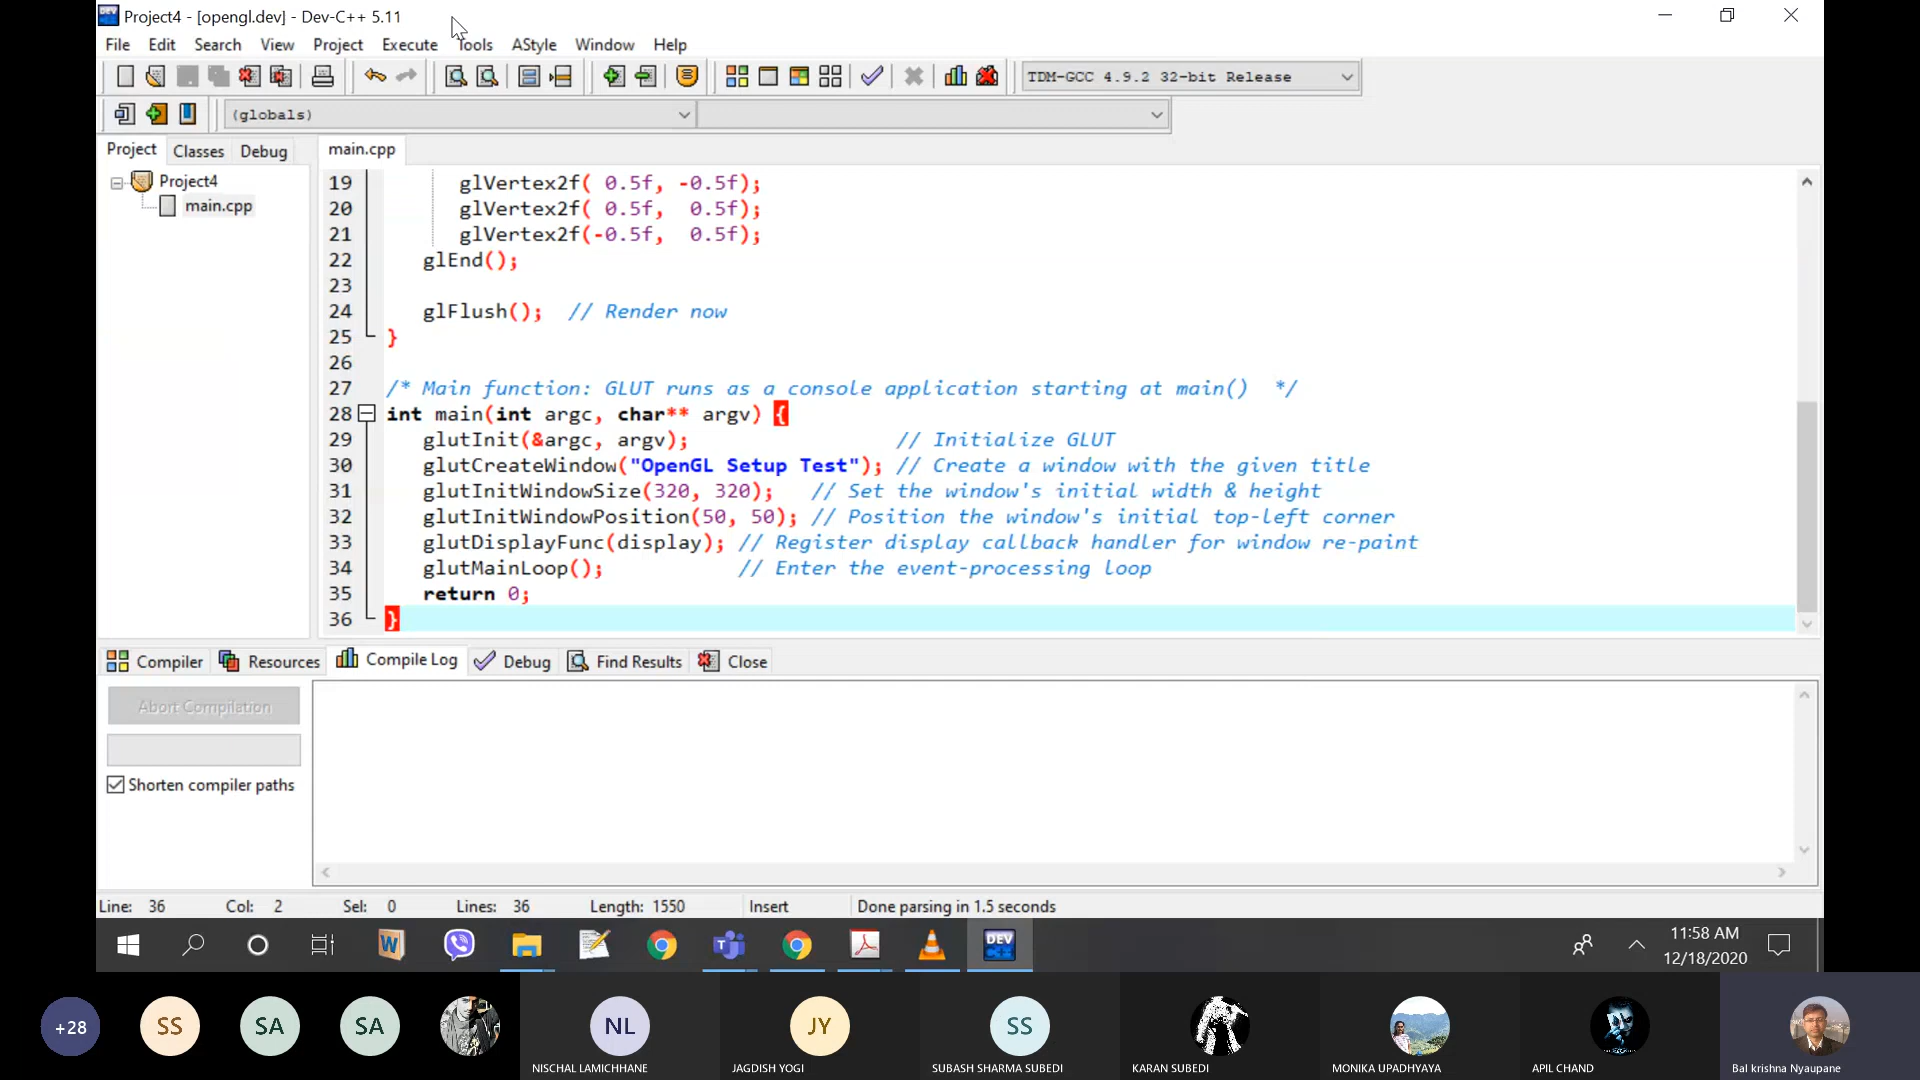 Project4 - [opengl.dev] - Dev-C++ 5.11
File Edit Search View Project Execute Tools AStyle Window Help
TDM-GCC 4.9.2 32-bit Release
(globals)
Project Classes Debug
main.cpp
Project4
main.cpp
19 glVertex2f( 0.5f, -0.5f);
20 glVertex2f( 0.5f,  0.5f);
21 glVertex2f(-0.5f,  0.5f);
22 glEnd();
23
24 glFlush();  // Render now
25 }
26
27 /* Main function: GLUT runs as a console application starting at main()  */
28 int main(int argc, char** argv) {
29 glutInit(&argc, argv);                 // Initialize GLUT
30 glutCreateWindow("OpenGL Setup Test"); // Create a window with the given title
31 glutInitWindowSize(320, 320);   // Set the window's initial width & height
32 glutInitWindowPosition(50, 50); // Position the window's initial top-left corner
33 glutDisplayFunc(display); // Register display callback handler for window re-paint
34 glutMainLoop();           // Enter the event-processing loop
35 return 0;
36 }
Compiler Resources Compile Log Debug Find Results Close
Abort Compilation
Shorten compiler paths
Line: 36 Col: 2 Sel: 0 Lines: 36 Length: 1550 Insert Done parsing in 1.5 seconds
DEV
11:58 AM
12/18/2020
+28 SS SA SA NL JY SS
NISCHAL LAMICHHANE JAGDISH YOGI SUBASH SHARMA SUBEDI KARAN SUBEDI MONIKA UPADHYAYA APIL CHAND Bal krishna Nyaupane